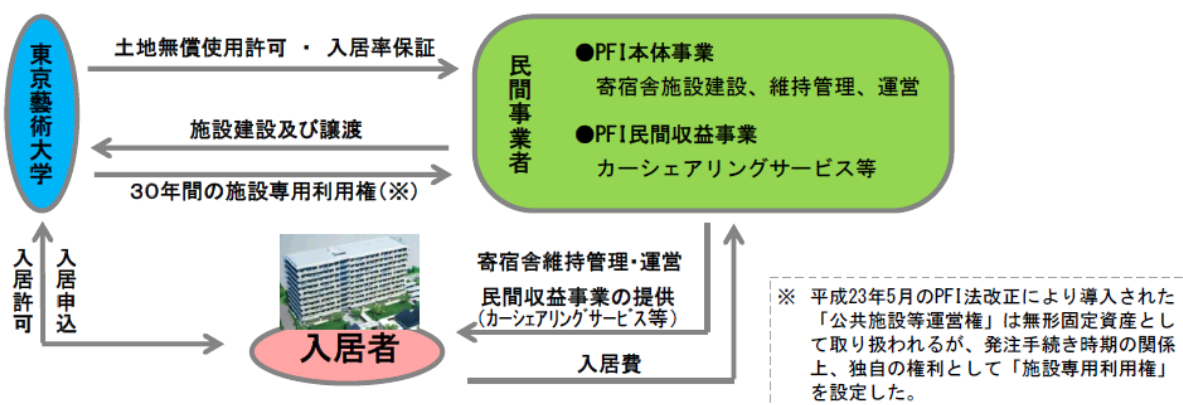 東京藝術大学
土地無償使用許可 ・ 入居率保証
施設建設及び譲渡
30年間の施設専用利用権(※)
民間事業者
●PFI本体事業
寄宿舎施設建設、維持管理、運営
●PFI民間収益事業
カーシェアリングサービス等
入居許可
入居申込
入居者
寄宿舎維持管理・運営
民間収益事業の提供
(カーシェアリングサービス等)
入居費
※ 平成23年5月のPFI法改正により導入された
「公共施設等運営権」は無形固定資産とし
て取り扱われるが、発注手続き時期の関係
上、独自の権利として「施設専用利用権」
を設定した。